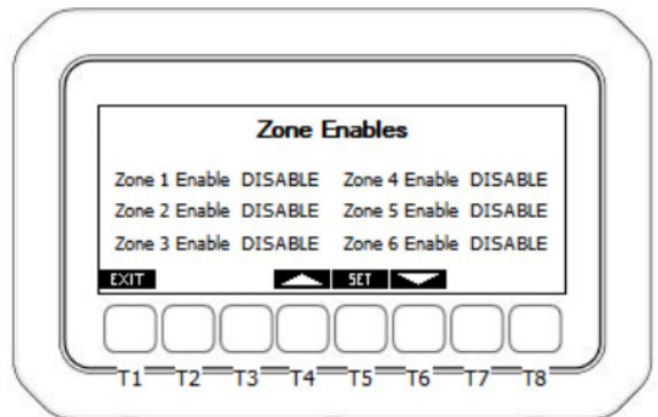 Zone Enables
Zone 1 Enable DISABLE Zone 4 Enable DISABLE
Zone 2 Enable DISABLE Zone 5 Enable DISABLE
Zone 3 Enable DISABLE Zone 6 Enable DISABLE
EXIT SET
T1 T2 T3 T4 T5 T6 T7 T8